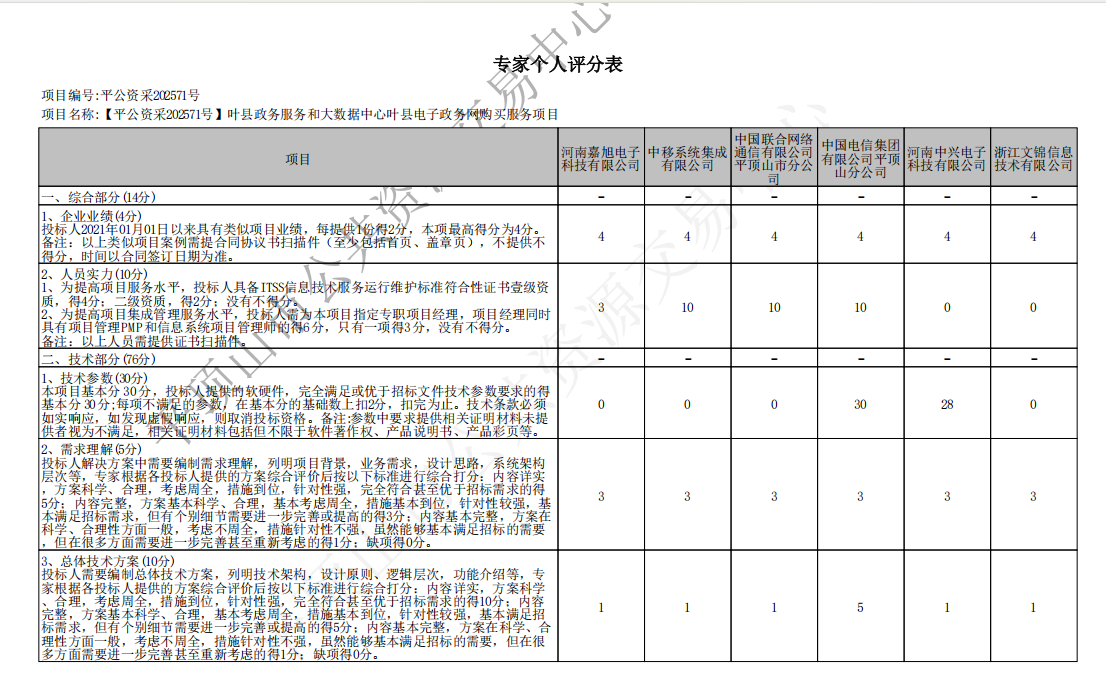 专家个人评分表
项目编号:平公资采202571号
项目名称:【平公资采202571号】叶县政务服务和大数据中心叶县电子政务网购买服务项目
项目
河南嘉旭电子
科技有限公司
中移系统集成
有限公司
中国联合网络
通信有限公司
平顶山市分公
司
中国电信集团
有限公司平顶
山分公司
河南中兴电子
科技有限公司
浙江文锦信息
技术有限公司
一、综合部分(14分)
- - - - - -
1、企业业绩(4分)
投标人2021年01月01日以来具有类似项目业绩，每提供1份得2分，本项最高得分为4分。
备注：以上类似项目案例需提合同协议书扫描件（至少包括首页、盖章页），不提供不
得分，时间以合同签订日期为准。
4 4 4 4 4 4
2、人员实力(10分)
1、为提高项目服务水平，投标人具备ITSS信息技术服务运行维护标准符合性证书壹级资
质，得4分；二级资质，得2分；没有不得分。
2、为提高项目集成管理服务水平，投标人需为本项目指定专职项目经理，项目经理同时
具有项目管理PMP和信息系统项目管理师的得6分，只有一项得3分，没有不得分。
备注：以上人员需提供证书扫描件。
3 10 10 10 0 0
二、技术部分(76分)
- - - - - -
1、技术参数(30分)
本项目基本分30分，投标人提供的软硬件，完全满足或优于招标文件技术参数要求的得
基本分30分;每项不满足的参数，在基本分的基础数上扣2分，扣完为止。技术条款必须
如实响应，如发现虚假响应，则取消投标资格。备注:参数中要求提供相关证明材料未提
供者视为不满足，相关证明材料包括但不限于软件著作权、产品说明书、产品彩页等。
0 0 0 30 28 0
2、需求理解(5分)
投标人解决方案中需要编制需求理解，列明项目背景，业务需求，设计思路，系统架构
层次等，专家根据各投标人提供的方案综合评价后按以下标准进行综合打分：内容详实
，方案科学、合理，考虑周全，措施到位，针对性强，完全符合甚至优于招标需求的得
5分；内容完整，方案基本科学、合理，基本考虑周全，措施基本到位，针对性较强，基
本满足招标需求，但有个别细节需要进一步完善或提高的得3分；内容基本完整，方案在
科学、合理性方面一般，考虑不周全，措施针对性不强，虽然能够基本满足招标的需要
，但在很多方面需要进一步完善甚至重新考虑的得1分；缺项得0分。
3 3 3 3 3 3
3、总体技术方案(10分)
投标人需要编制总体技术方案，列明技术架构，设计原则、逻辑层次，功能介绍等，专
家根据各投标人提供的方案综合评价后按以下标准进行综合打分：内容详实，方案科学
、合理，考虑周全，措施到位，针对性强，完全符合甚至优于招标需求的得10分；内容
完整，方案基本科学、合理，基本考虑周全，措施基本到位，针对性较强，基本满足招
标需求，但有个别细节需要进一步完善或提高的得5分；内容基本完整，方案在科学、合
理性方面一般，考虑不周全，措施针对性不强，虽然能够基本满足招标的需要，但在很
多方面需要进一步完善甚至重新考虑的得1分；缺项得0分。
1 1 1 5 1 1